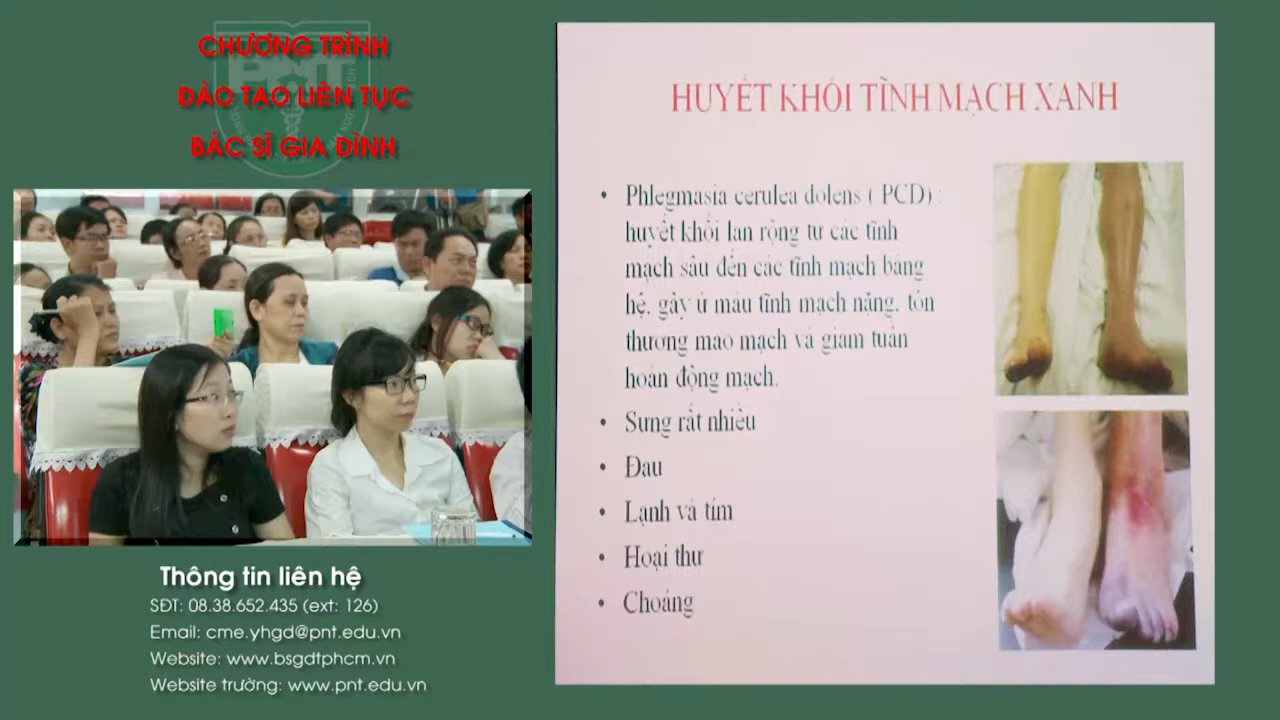 CHƯƠNG TRÌNH
ĐÀO TẠO LIÊN TỤC
BÁC SĨ GIA ĐÌNH
PNT
Thông tin liên hệ
SĐT: 08.38.652.435 (ext: 126)
Email: cme.yhgd@pnt.edu.vn
Website: www.bsgdtphcm.vn
Website trường: www.pnt.edu.vn
HUYẾT KHỐI TĨNH MẠCH XANH
• Phlegmasia cerulea dolens ( PCD) :
huyết khối lan rộng từ các tĩnh
mạch sâu đến các tĩnh mạch bàng
hệ, gây ứ máu tĩnh mạch nặng, tổn
thương mao mạch và giảm tuần
hoàn động mạch.
• Sưng rất nhiều
• Đau
• Lạnh và tím
• Hoại thư
• Choáng